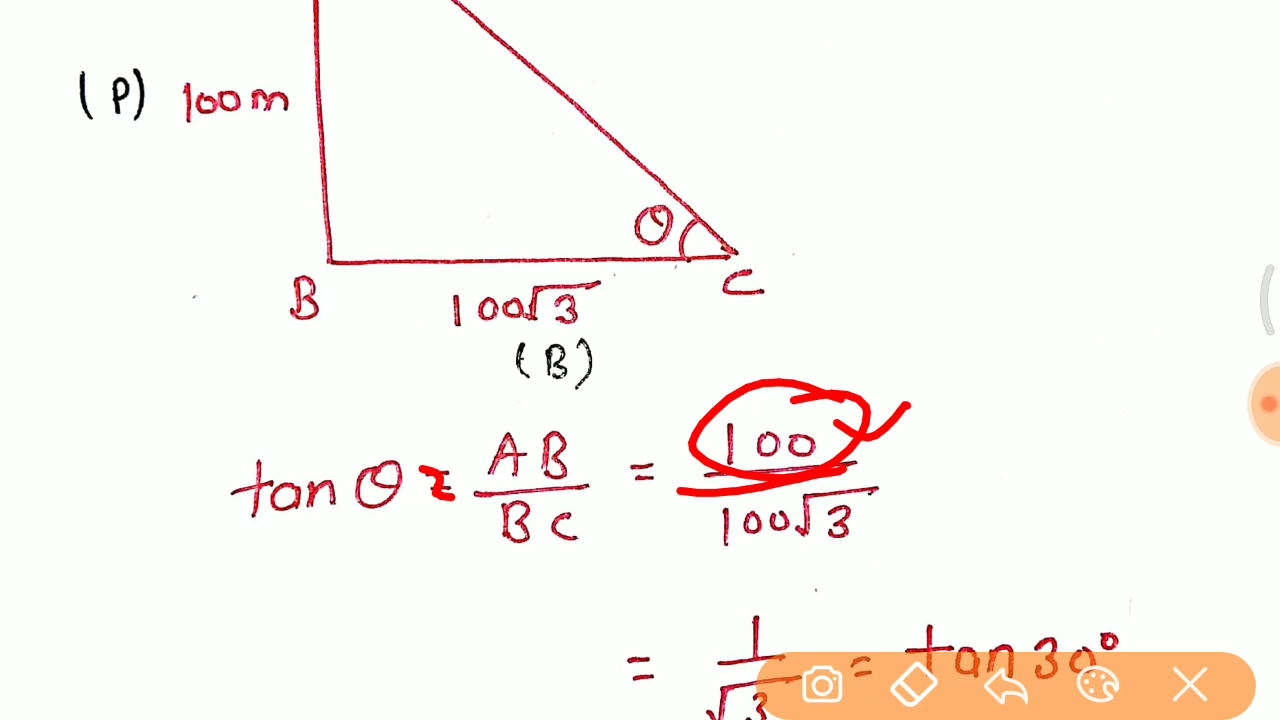 (P) 100m
θ
B C
100√3
(B)
tan θ = AB/BC = 100/100√3
= 1/√3 = tan 30°